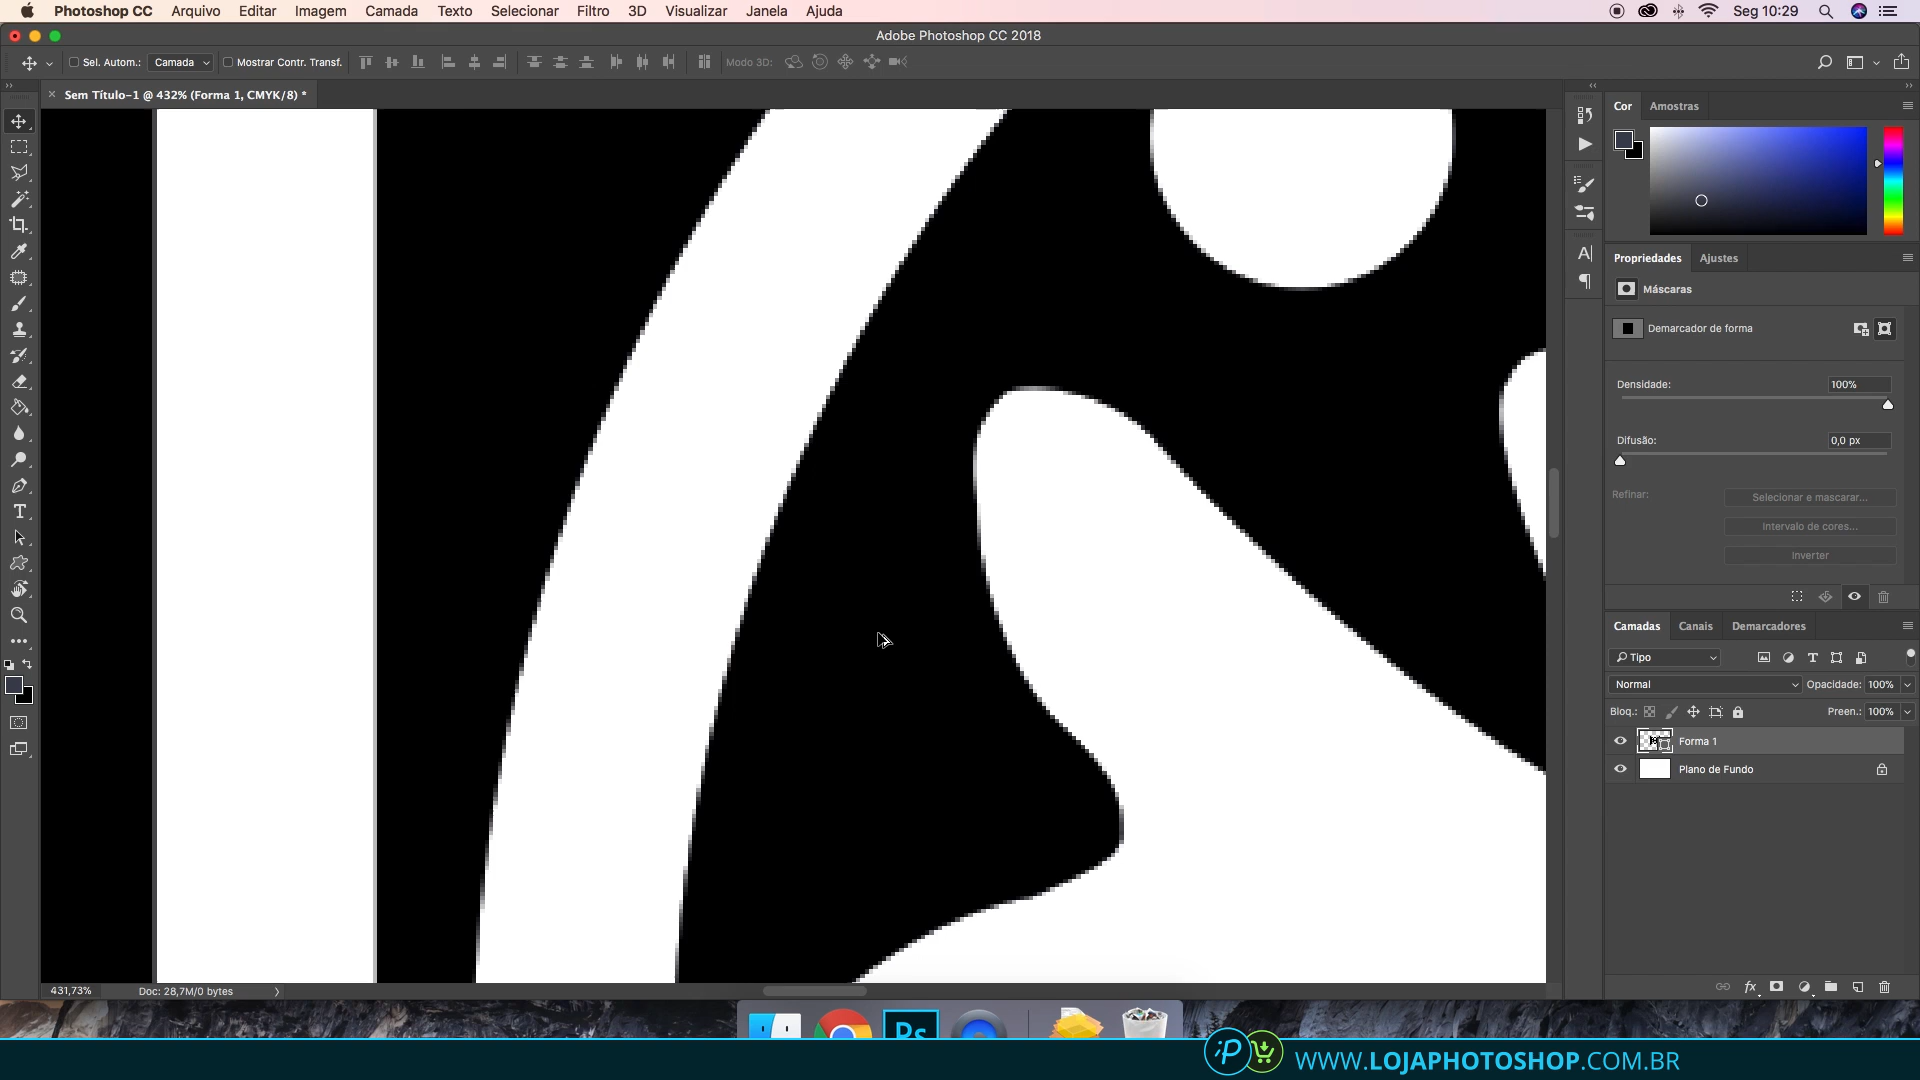 Photoshop CC Arquivo Editar Imagem Camada Texto Selecionar Filtro 3D Visualizar Janela Ajuda Seg 10:29
Adobe Photoshop CC 2018
Sel. Autom.: Camada Mostrar Contr. Transf. Modo 3D:
Sem Título-1 @ 432% (Forma 1, CMYK/8) *
Cor Amostras
Propriedades Ajustes
Máscaras
Demarcador de forma
Densidade: 100%
Difusão: 0,0 px
Refinar: Selecionar e mascarar...
Intervalo de cores...
Inverter
Camadas Canais Demarcadores
Tipo
Normal Opacidade: 100%
Bloq.: Preen.: 100%
Forma 1
Plano de Fundo
fx
431,73% Doc: 28,7M/0 bytes
Ps
iP WWW.LOJAPHOTOSHOP.COM.BR